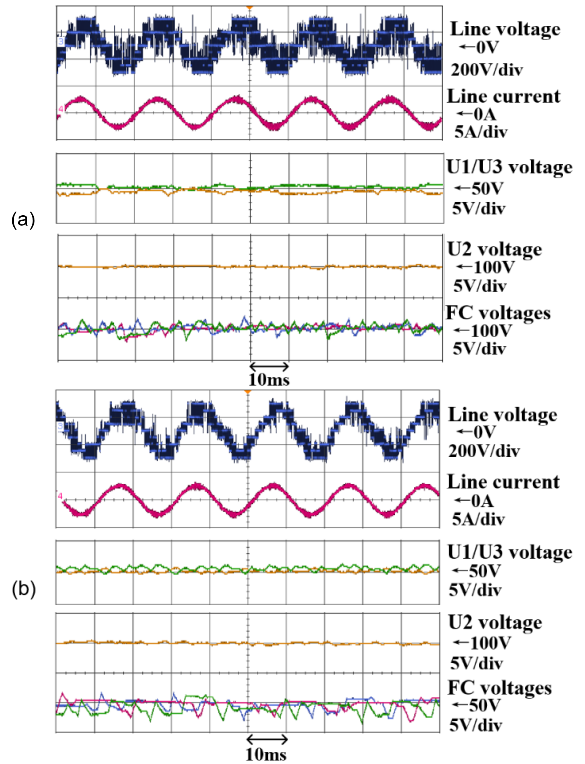 Line voltage
←0V
200V/div
4
Line current
←0A
5A/div
U1/U3 voltage
←50V
5V/div
(a)
U2 voltage
←100V
5V/div
FC voltages
←100V
5V/div
10ms
Line voltage
←0V
200V/div
4
Line current
←0A
5A/div
U1/U3 voltage
←50V
5V/div
(b)
U2 voltage
←100V
5V/div
FC voltages
←50V
5V/div
10ms